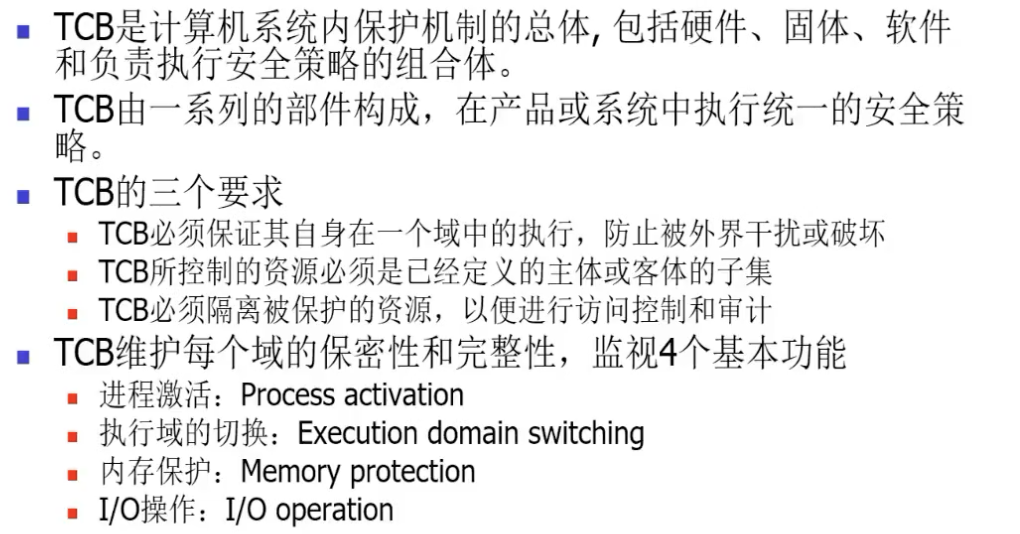 TCB是计算机系统内保护机制的总体, 包括硬件、固体、软件
和负责执行安全策略的组合体。
TCB由一系列的部件构成，在产品或系统中执行统一的安全策
略。
TCB的三个要求
TCB必须保证其自身在一个域中的执行，防止被外界干扰或破坏
TCB所控制的资源必须是已经定义的主体或客体的子集
TCB必须隔离被保护的资源，以便进行访问控制和审计
TCB维护每个域的保密性和完整性，监视4个基本功能
进程激活：Process activation
执行域的切换：Execution domain switching
内存保护：Memory protection
I/O操作：I/O operation